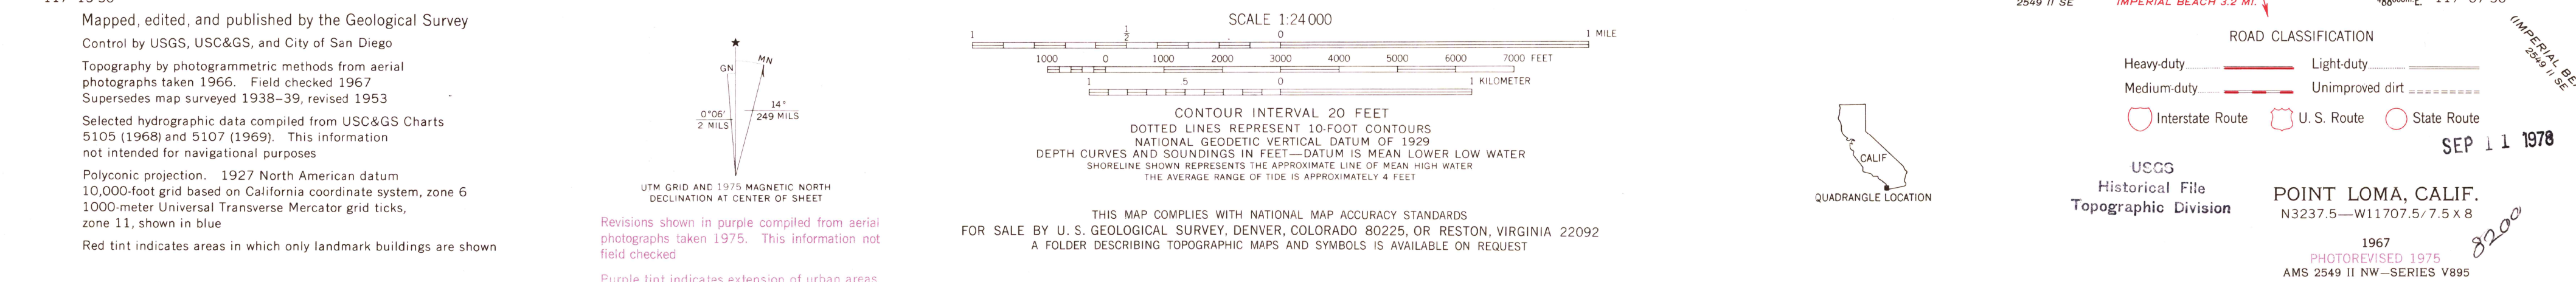 Mapped, edited, and published by the Geological Survey
Control by USGS, USC&GS, and City of San Diego
Topography by photogrammetric methods from aerial
photographs taken 1966. Field checked 1967
Supersedes map surveyed 1938–39, revised 1953
Selected hydrographic data compiled from USC&GS Charts
5105 (1968) and 5107 (1969). This information
not intended for navigational purposes
Polyconic projection. 1927 North American datum
10,000-foot grid based on California coordinate system, zone 6
1000-meter Universal Transverse Mercator grid ticks,
zone 11, shown in blue
Red tint indicates areas in which only landmark buildings are shown
GN
MN
0°06′
2 MILS
14°
249 MILS
UTM GRID AND 1975 MAGNETIC NORTH
DECLINATION AT CENTER OF SHEET
Revisions shown in purple compiled from aerial
photographs taken 1975. This information not
field checked
Purple tint indicates extension of urban areas
SCALE 1:24 000
1 ½ 0 1 MILE
1000 0 1000 2000 3000 4000 5000 6000 7000 FEET
1 .5 0 1 KILOMETER
CONTOUR INTERVAL 20 FEET
DOTTED LINES REPRESENT 10-FOOT CONTOURS
NATIONAL GEODETIC VERTICAL DATUM OF 1929
DEPTH CURVES AND SOUNDINGS IN FEET—DATUM IS MEAN LOWER LOW WATER
SHORELINE SHOWN REPRESENTS THE APPROXIMATE LINE OF MEAN HIGH WATER
THE AVERAGE RANGE OF TIDE IS APPROXIMATELY 4 FEET
THIS MAP COMPLIES WITH NATIONAL MAP ACCURACY STANDARDS
FOR SALE BY U. S. GEOLOGICAL SURVEY, DENVER, COLORADO 80225, OR RESTON, VIRGINIA 22092
A FOLDER DESCRIBING TOPOGRAPHIC MAPS AND SYMBOLS IS AVAILABLE ON REQUEST
CALIF
QUADRANGLE LOCATION
2549 II SE
IMPERIAL BEACH 3.2 MI.
ROAD CLASSIFICATION
Heavy-duty
Light-duty
Medium-duty
Unimproved dirt
Interstate Route
U. S. Route
State Route
(IMPERIAL BE
2549 II SE
SEP 11 1978
USGS
Historical File
Topographic Division
POINT LOMA, CALIF.
N3237.5—W11707.5/7.5 X 8
8200
1967
PHOTOREVISED 1975
AMS 2549 II NW—SERIES V895